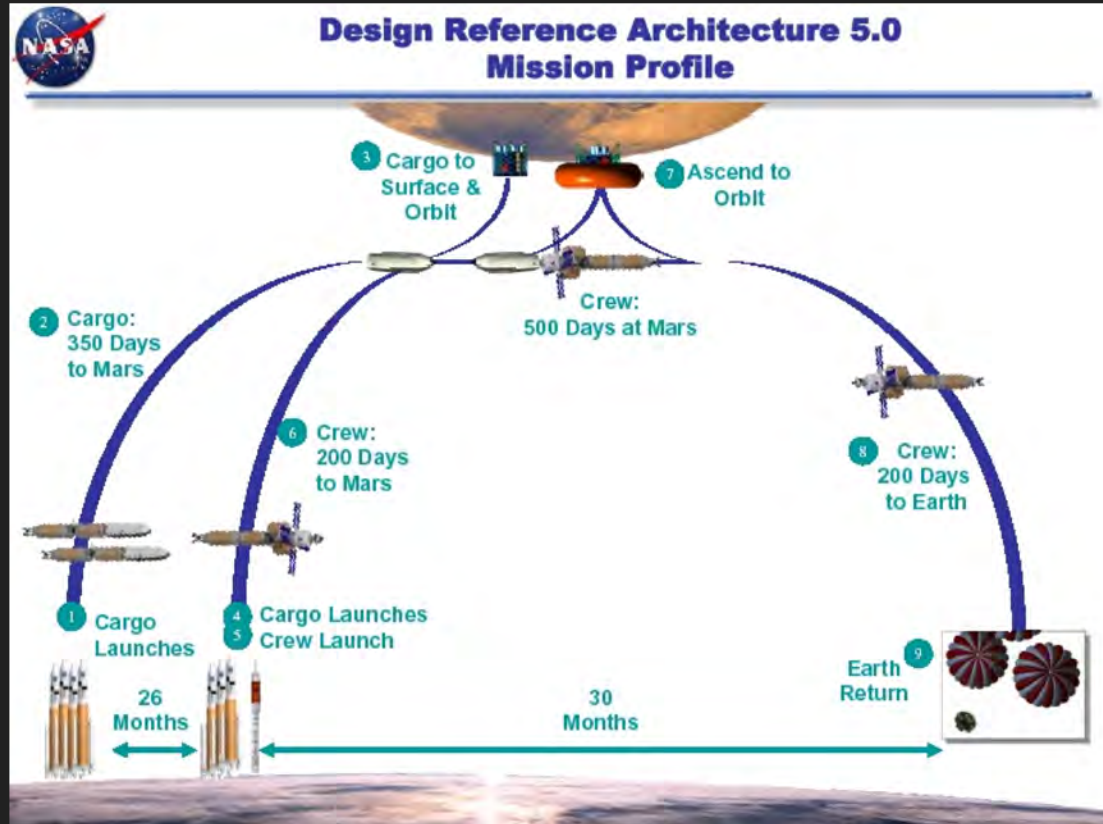 NASA
Design Reference Architecture 5.0
Mission Profile
3 Cargo to
Surface &
Orbit
7 Ascend to
Orbit
Crew:
500 Days at Mars
2 Cargo:
350 Days
to Mars
6 Crew:
200 Days
to Mars
8 Crew:
200 Days
to Earth
1 Cargo
Launches
4 Cargo Launches
5 Crew Launch
9 Earth
Return
26
Months
30
Months